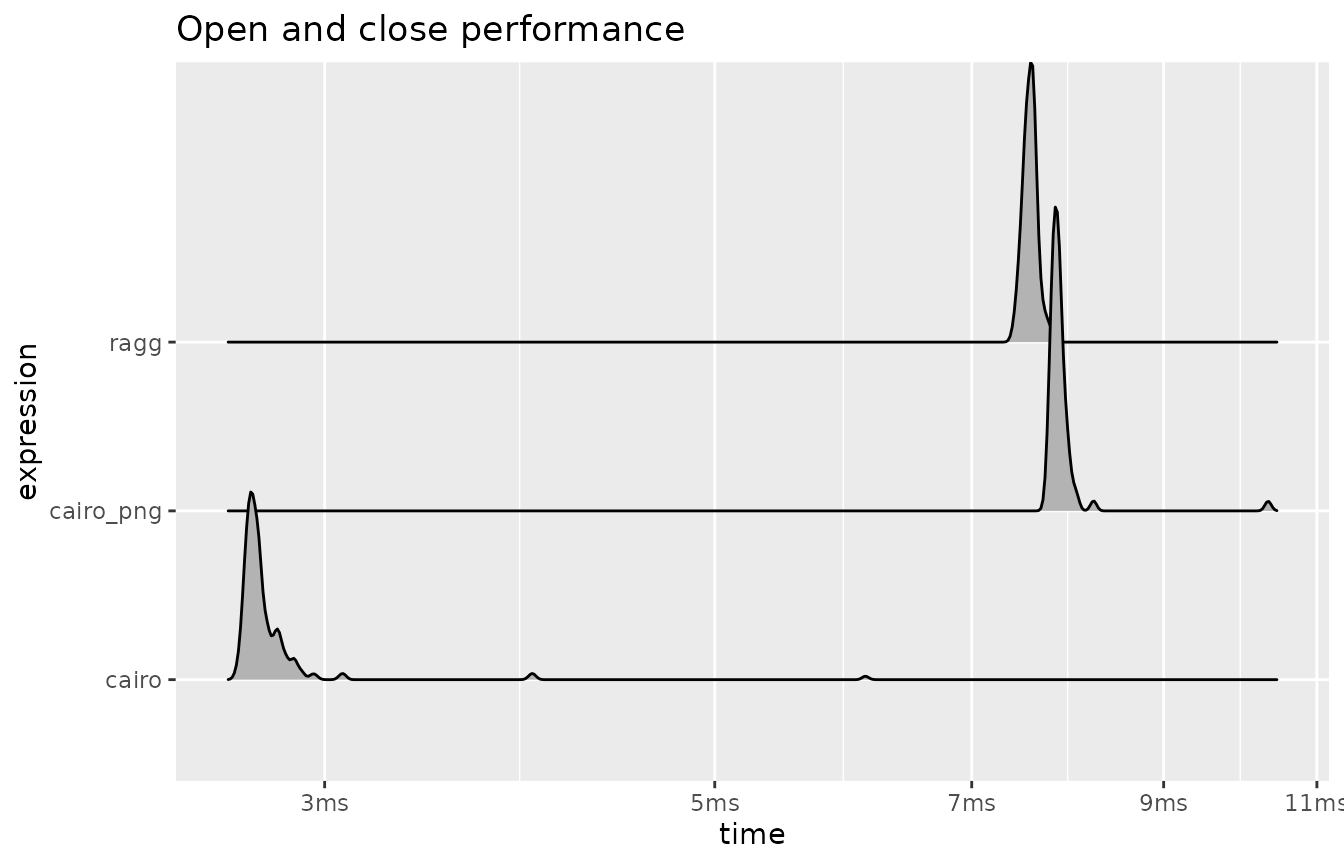 Open and close performance
expression
ragg
cairo_png
cairo
3ms 5ms 7ms 9ms 11ms
time